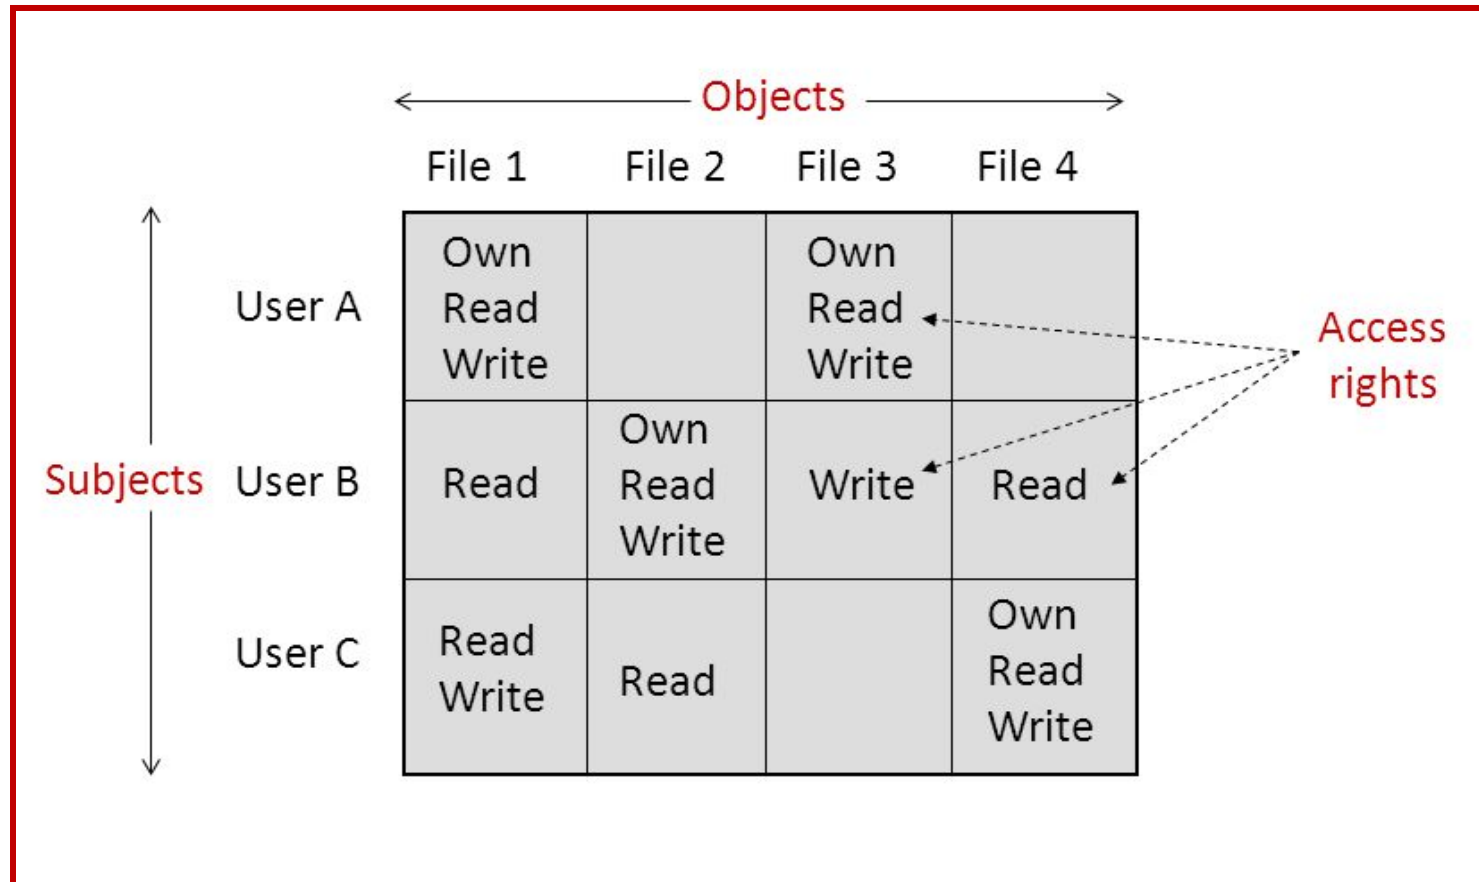 Objects
File 1 File 2 File 3 File 4
User A
Own
Read
Write
Own
Read
Write
Access
rights
Subjects
User B
Read
Own
Read
Write
Write
Read
User C
Read
Write
Read
Own
Read
Write